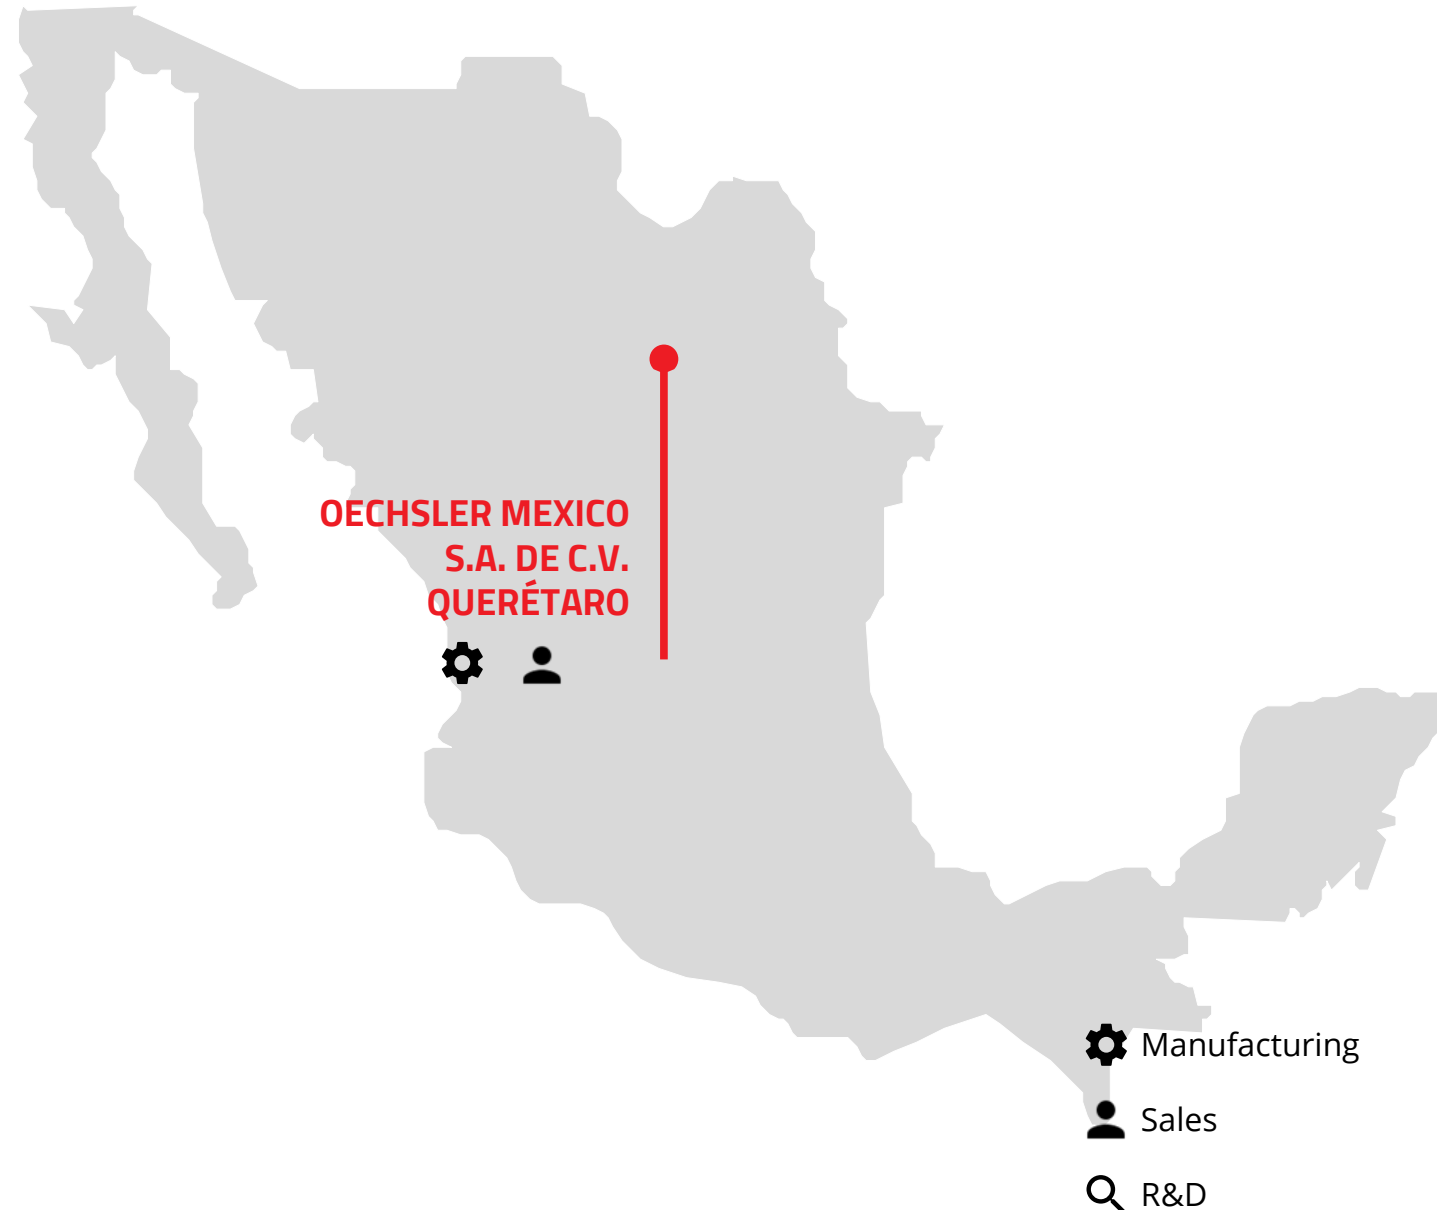 OECHSLER MEXICO
S.A. DE C.V.
QUERÉTARO
Manufacturing
Sales
R&D